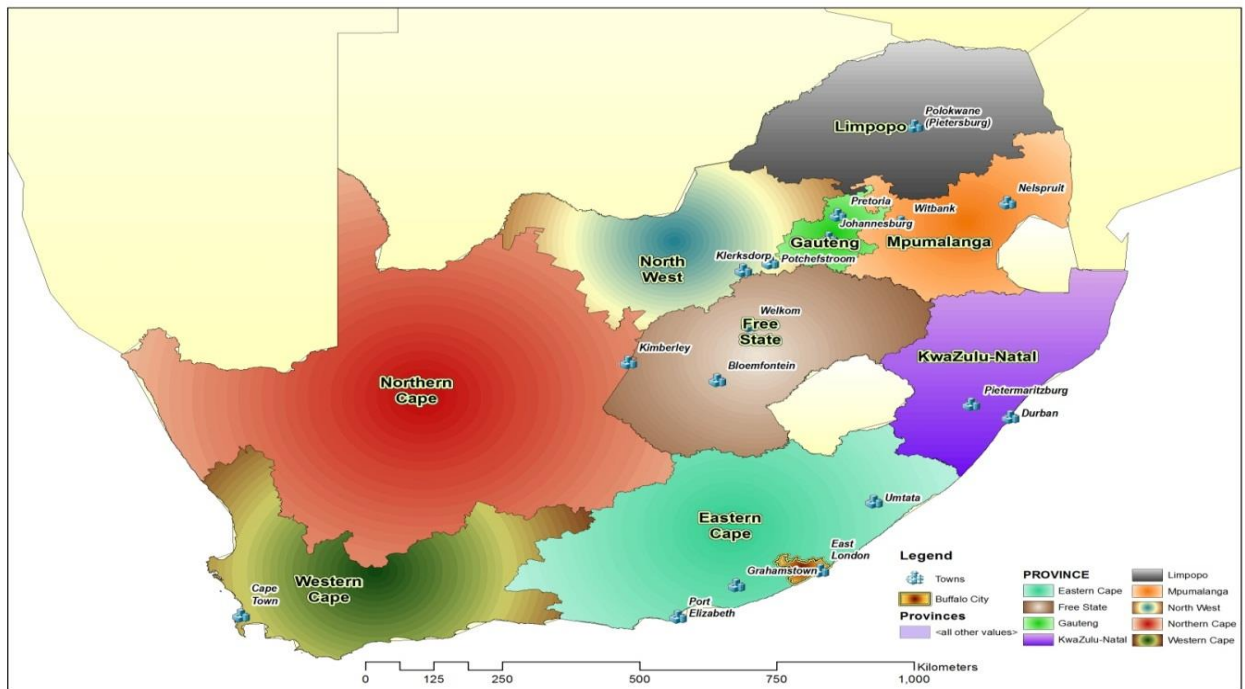 Polokwane
(Pietersburg)
Limpopo
Nelspruit
Pretoria
Witbank
Johannesburg
Gauteng
Mpumalanga
North
West
Klerksdorp
Potchefstroom
Welkom
Free
State
Kimberley
Bloemfontein
KwaZulu-Natal
Northern
Cape
Pietermaritzburg
Durban
Umtata
Eastern
Cape
East
London
Grahamstown
Western
Cape
Cape
Town
Port
Elizabeth
Legend
Towns
Buffalo City
Provinces
<all other values>
PROVINCE
Eastern Cape
Free State
Gauteng
KwaZulu-Natal
Limpopo
Mpumalanga
North West
Northern Cape
Western Cape
Kilometers
0 125 250 500 750 1,000